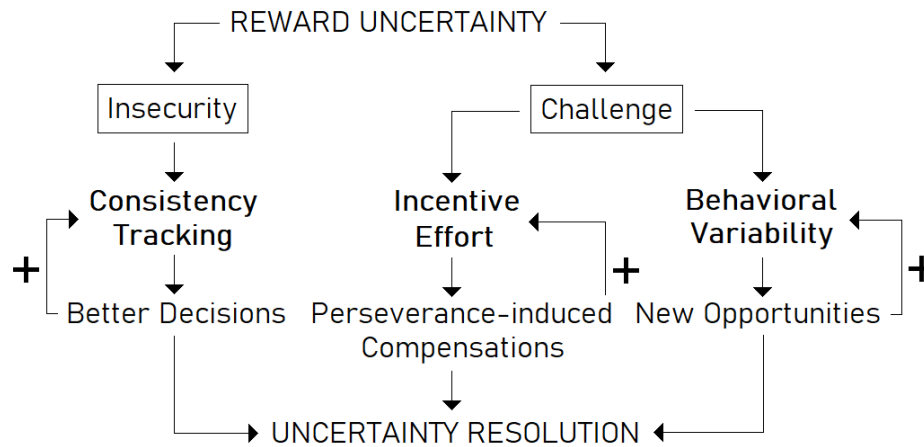 REWARD UNCERTAINTY
Insecurity
Challenge
Consistency
Tracking
Incentive
Effort
Behavioral
Variability
+
+
+
Better Decisions
Perseverance-induced
Compensations
New Opportunities
UNCERTAINTY RESOLUTION